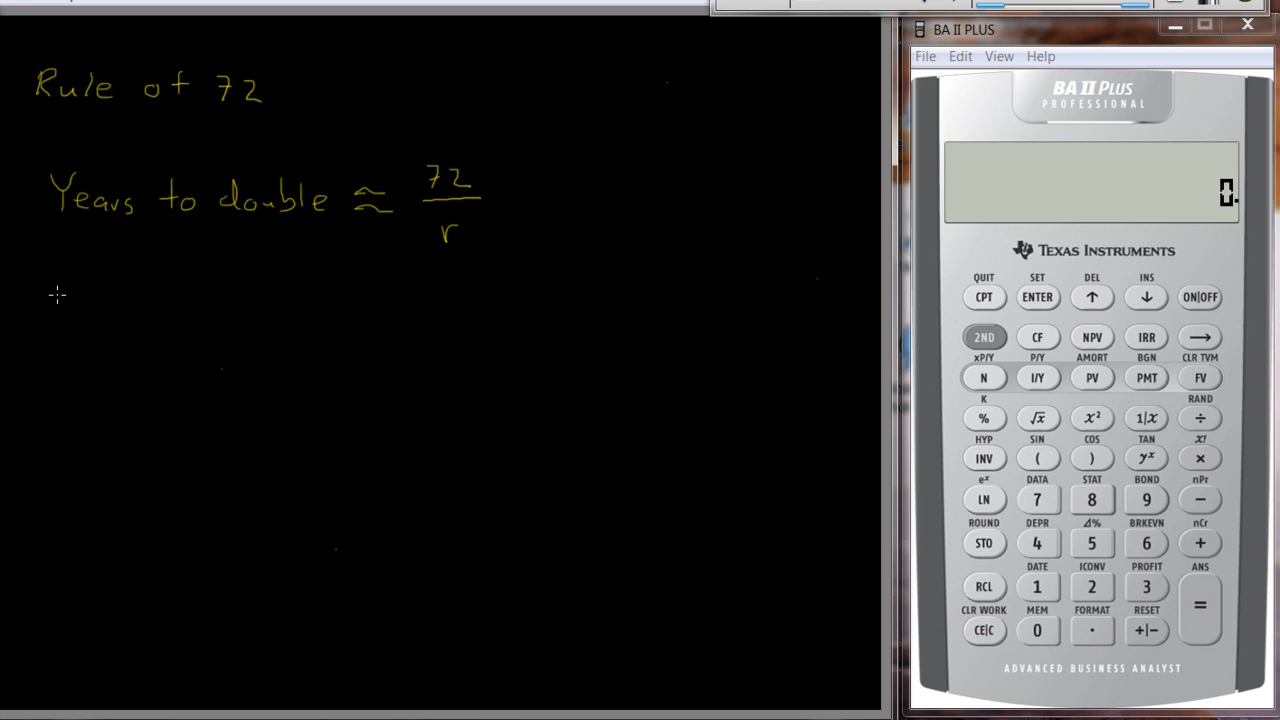 Rule of 72
Years to double ≈ 72
r
BA II PLUS
File Edit View Help
BA II PLUS
PROFESSIONAL
0.
TEXAS INSTRUMENTS
QUIT SET DEL INS
CPT ENTER ↑ ↓ ON|OFF
2ND CF NPV IRR →
xP/Y P/Y AMORT BGN CLR TVM
N I/Y PV PMT FV
K RAND
% √x x² 1/x ÷
HYP SIN COS TAN x!
INV ( ) yˣ ×
eˣ DATA STAT BOND nPr
LN 7 8 9 −
ROUND DEPR Δ% BRKEVN nCr
STO 4 5 6 +
DATE ICONV PROFIT ANS
RCL 1 2 3 =
CLR WORK MEM FORMAT RESET
CE|C 0 . +|−
ADVANCED BUSINESS ANALYST